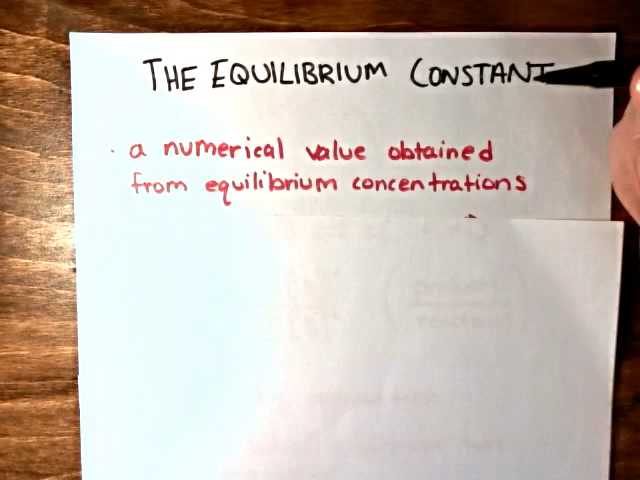 THE EQUILIBRIUM CONSTANT
· a numerical value obtained
from equilibrium concentrations